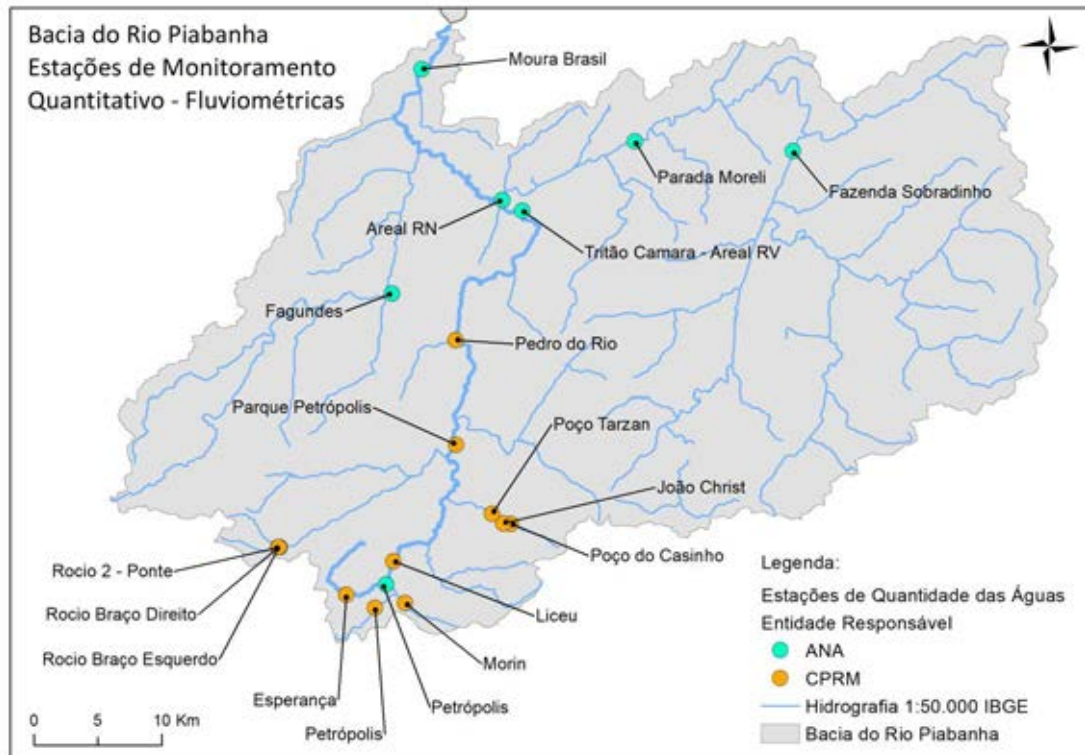 Bacia do Rio Piabanha
Estações de Monitoramento
Quantitativo - Fluviométricas
Moura Brasil
Parada Moreli
Fazenda Sobradinho
Areal RN
Tritão Camara - Areal RV
Fagundes
Pedro do Rio
Parque Petrópolis
Poço Tarzan
João Christ
Poço do Casinho
Rocio 2 - Ponte
Rocio Braço Direito
Rocio Braço Esquerdo
Liceu
Morin
Esperança
Petrópolis
Petrópolis
Legenda:
Estações de Quantidade das Águas
Entidade Responsável
ANA
CPRM
Hidrografia 1:50.000 IBGE
Bacia do Rio Piabanha
0 5 10 Km